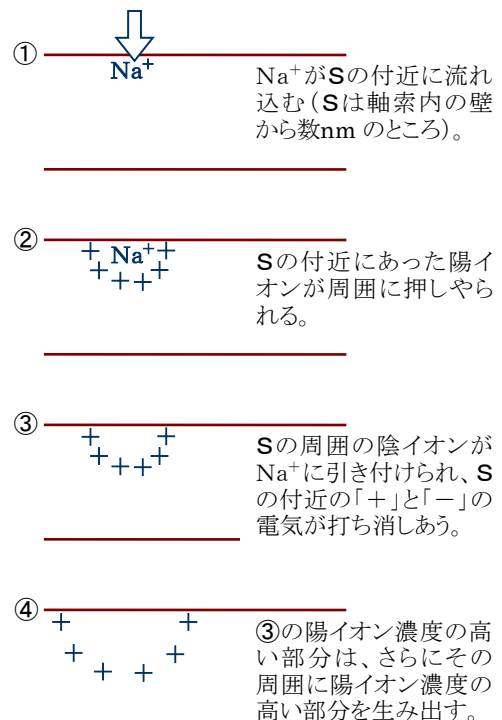 ①
Na⁺
Na⁺がSの付近に流れ
込む（Sは軸索内の壁
から数nm のところ）。
②
+ Na⁺ +
+ + + +
Sの付近にあった陽イ
オンが周囲に押しやら
れる。
③
+ +
+ + + +
Sの周囲の陰イオンが
Na⁺に引き付けられ、S
の付近の「＋」と「－」の
電気が打ち消しあう。
④
+ +
+ +
+ +
③の陽イオン濃度の高
い部分は、さらにその
周囲に陽イオン濃度の
高い部分を生み出す。